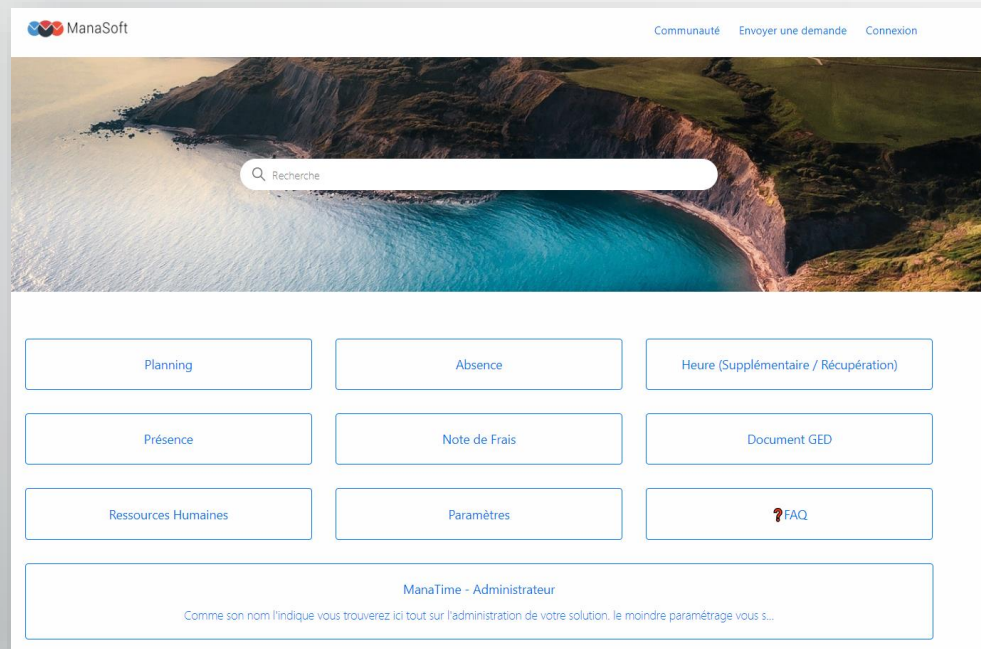 ManaSoft
Communauté Envoyer une demande Connexion
Recherche
Planning
Absence
Heure (Supplémentaire / Récupération)
Présence
Note de Frais
Document GED
Ressources Humaines
Paramètres
❓FAQ
ManaTime - Administrateur
Comme son nom l'indique vous trouverez ici tout sur l'administration de votre solution. le moindre paramétrage vous s...